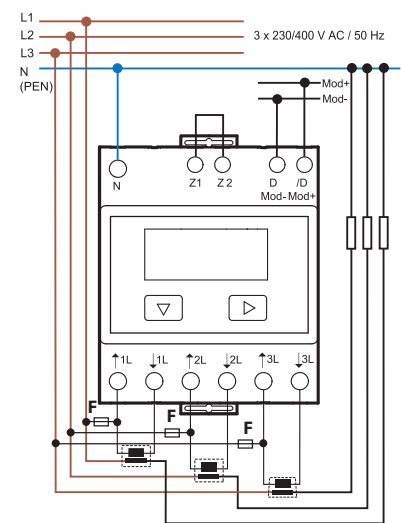 L1
L2
3 x 230/400 V AC / 50 Hz
L3
N
(PEN)
Mod+
Mod-
N
Z1 Z2 D /D
Mod- Mod+
↑1L ↓1L ↑2L ↓2L ↑3L ↓3L
F
F
F